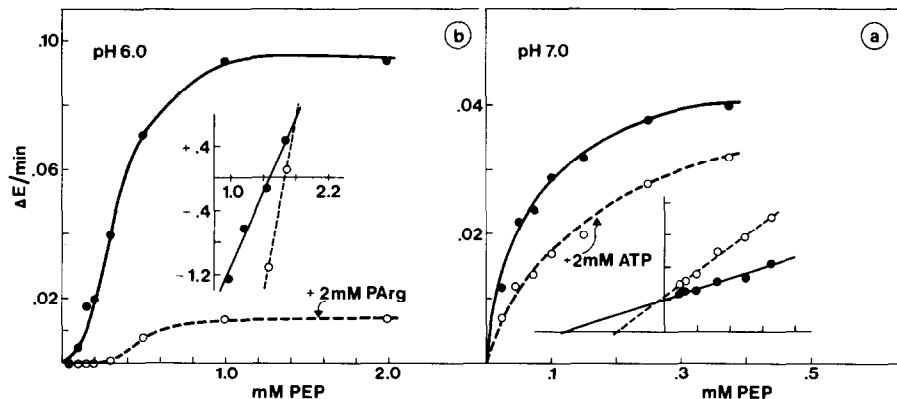 .10
pH 6.0
b
.06
.02
ΔE/min
1.0
2.0
mM PEP
+ .4
- .4
- 1.2
1.0
2.2
+ 2mM PArg
pH 7.0
a
.04
.02
+2mM ATP
.1
.3
.5
mM PEP